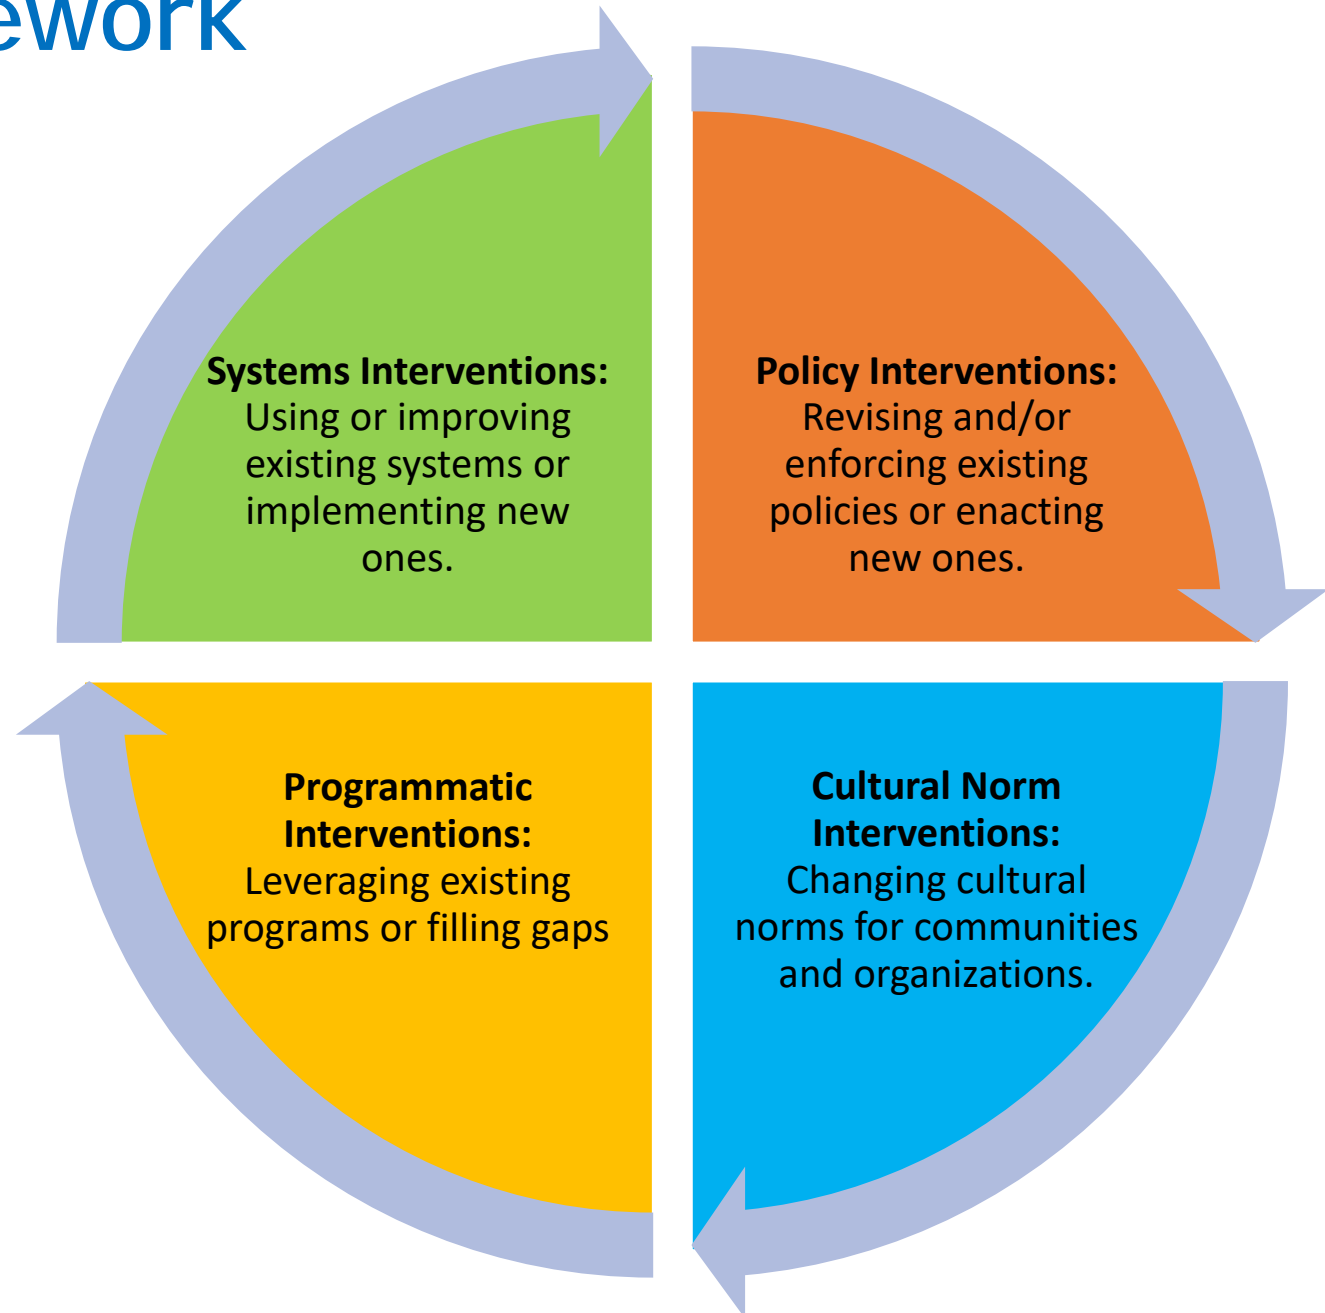 ework
Systems Interventions:
Using or improving
existing systems or
implementing new
ones.
Policy Interventions:
Revising and/or
enforcing existing
policies or enacting
new ones.
Programmatic
Interventions:
Leveraging existing
programs or filling gaps
Cultural Norm
Interventions:
Changing cultural
norms for communities
and organizations.